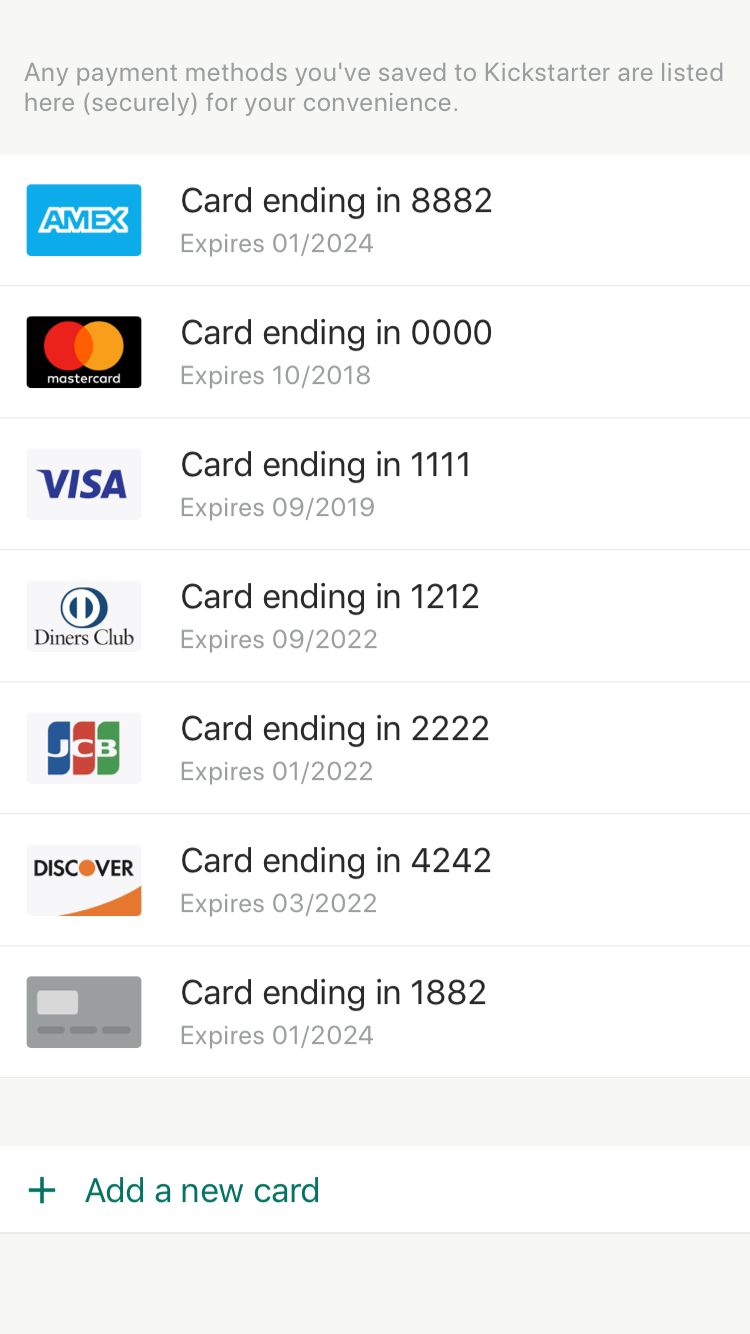 Any payment methods you've saved to Kickstarter are listed
here (securely) for your convenience.
AMEX
Card ending in 8882
Expires 01/2024
mastercard
Card ending in 0000
Expires 10/2018
VISA
Card ending in 1111
Expires 09/2019
Diners Club
Card ending in 1212
Expires 09/2022
JCB
Card ending in 2222
Expires 01/2022
DISCOVER
Card ending in 4242
Expires 03/2022
Card ending in 1882
Expires 01/2024
+ Add a new card